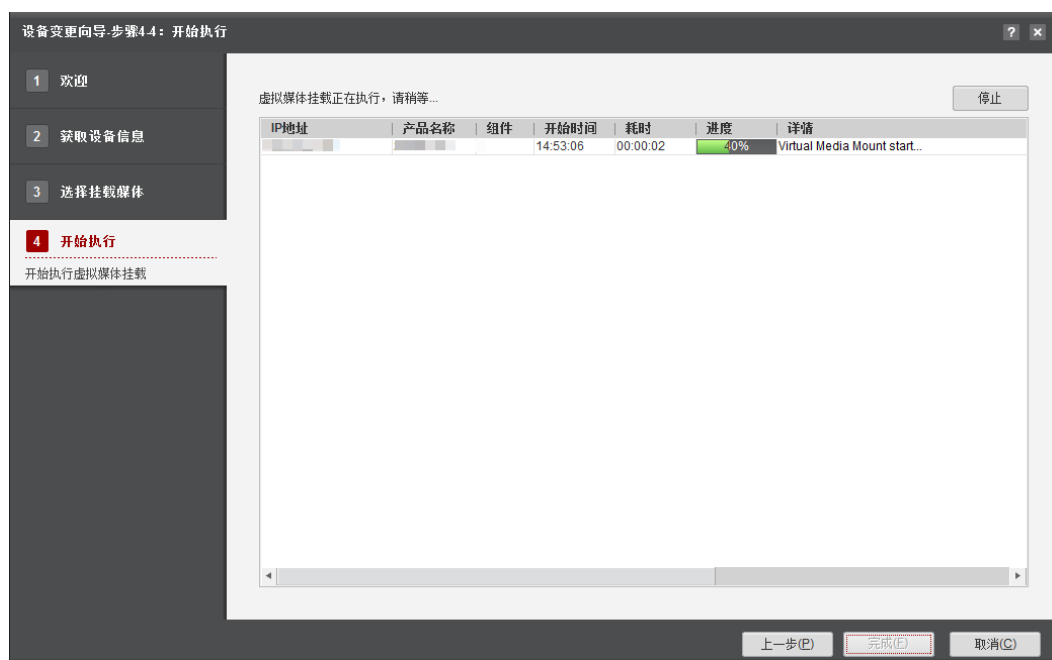 设备变更向导-步骤4-4：开始执行
? ×
1 欢迎
2 获取设备信息
3 选择挂载媒体
4 开始执行
开始执行虚拟媒体挂载
虚拟媒体挂载正在执行，请稍等...
停止
IP地址 产品名称 组件 开始时间 耗时 进度 详情
14:53:06 00:00:02 40% Virtual Media Mount start...
上一步(P) 完成(F) 取消(C)